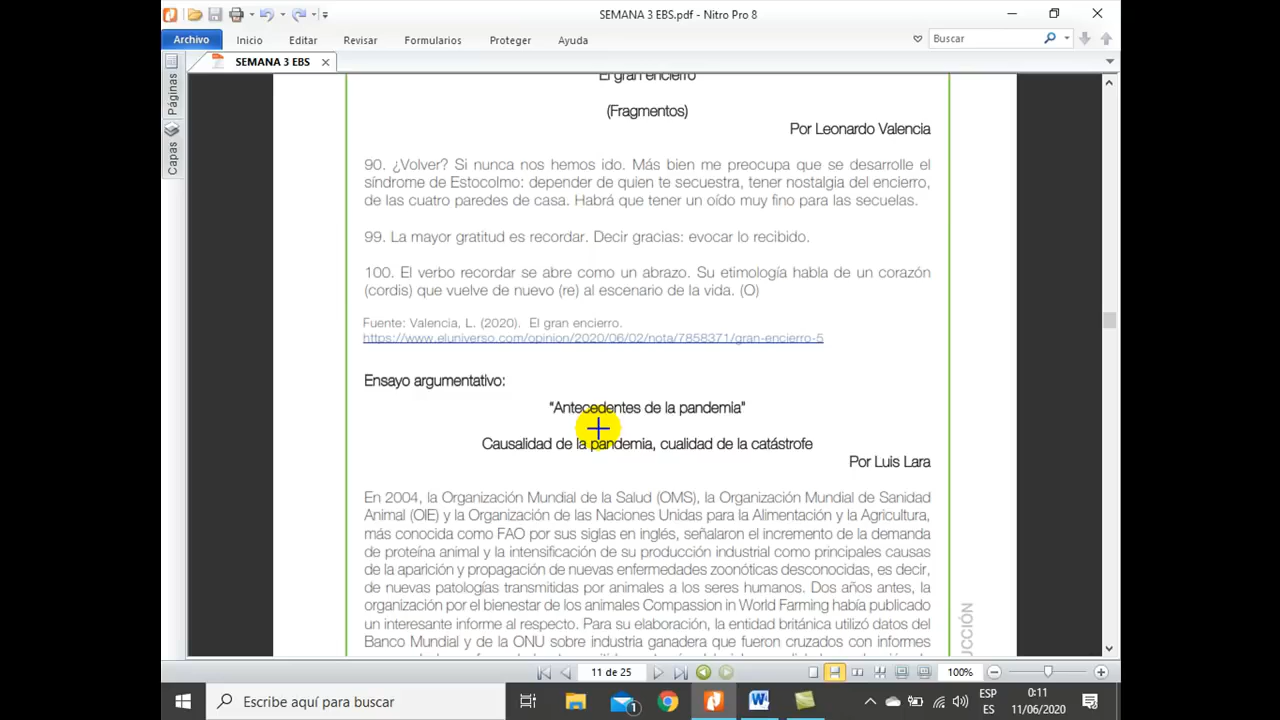 SEMANA 3 EBS.pdf - Nitro Pro 8
Archivo Inicio Editar Revisar Formularios Proteger Ayuda Buscar
SEMANA 3 EBS
Páginas
Capas
El gran encierro
(Fragmentos)
Por Leonardo Valencia
90. ¿Volver? Si nunca nos hemos ido. Más bien me preocupa que se desarrolle el
síndrome de Estocolmo: depender de quien te secuestra, tener nostalgia del encierro,
de las cuatro paredes de casa. Habrá que tener un oído muy fino para las secuelas.
99. La mayor gratitud es recordar. Decir gracias: evocar lo recibido.
100. El verbo recordar se abre como un abrazo. Su etimología habla de un corazón
(cordis) que vuelve de nuevo (re) al escenario de la vida. (O)
Fuente: Valencia, L. (2020). El gran encierro.
https://www.eluniverso.com/opinion/2020/06/02/nota/7858371/gran-encierro-5
Ensayo argumentativo:
“Antecedentes de la pandemia”
Causalidad de la pandemia, cualidad de la catástrofe
Por Luis Lara
En 2004, la Organización Mundial de la Salud (OMS), la Organización Mundial de Sanidad
Animal (OIE) y la Organización de las Naciones Unidas para la Alimentación y la Agricultura,
más conocida como FAO por sus siglas en inglés, señalaron el incremento de la demanda
de proteína animal y la intensificación de su producción industrial como principales causas
de la aparición y propagación de nuevas enfermedades zoonóticas desconocidas, es decir,
de nuevas patologías transmitidas por animales a los seres humanos. Dos años antes, la
organización por el bienestar de los animales Compassion in World Farming había publicado
un interesante informe al respecto. Para su elaboración, la entidad británica utilizó datos del
Banco Mundial y de la ONU sobre industria ganadera que fueron cruzados con informes
UCCIÓN
11 de 25
100%
Escribe aquí para buscar
1
ESP
ES
0:11
11/06/2020